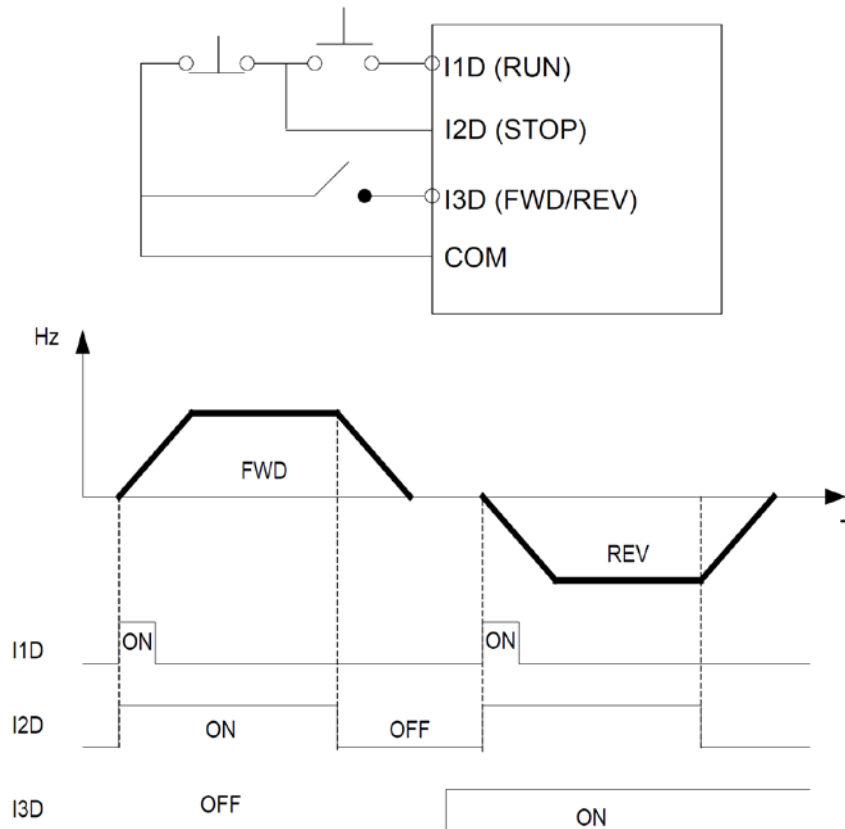 I1D (RUN)
I2D (STOP)
I3D (FWD/REV)
COM
Hz
FWD
REV
I1D ON ON
I2D ON OFF
I3D OFF ON